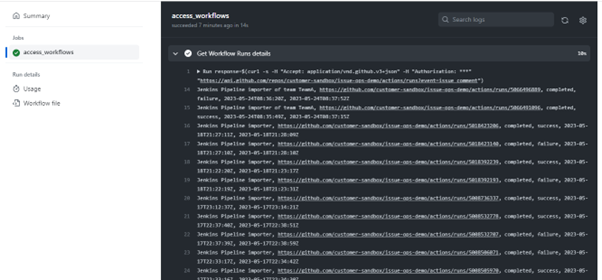 Summary
Jobs
access_workflows
Run details
Usage
Workflow file
access_workflows
succeeded 7 minutes ago in 14s
Search logs
Get Workflow Runs details
10s
1 ▶ Run response=$(curl -s -H "Accept: application/vnd.github.v3+json" -H "Authorization: ***"
"https://api.github.com/repos/customer-sandbox/issue-ops-demo/actions/runs?event=issue_comment")
14 Jenkins Pipeline importer of team TeamA, https://github.com/customer-sandbox/issue-ops-demo/actions/runs/5066496889, completed,
failure, 2023-05-24T08:36:20Z, 2023-05-24T08:37:52Z
15 Jenkins Pipeline importer of team TeamA, https://github.com/customer-sandbox/issue-ops-demo/actions/runs/5066491096, completed,
success, 2023-05-24T08:35:49Z, 2023-05-24T08:37:15Z
16 Jenkins Pipeline importer, https://github.com/customer-sandbox/issue-ops-demo/actions/runs/5018423206, completed, success, 2023-05-
18T21:27:11Z, 2023-05-18T21:28:09Z
17 Jenkins Pipeline importer, https://github.com/customer-sandbox/issue-ops-demo/actions/runs/5018423140, completed, failure, 2023-05-
18T21:27:10Z, 2023-05-18T21:28:10Z
18 Jenkins Pipeline importer, https://github.com/customer-sandbox/issue-ops-demo/actions/runs/5018392239, completed, success, 2023-05-
18T21:22:20Z, 2023-05-18T21:23:17Z
19 Jenkins Pipeline importer, https://github.com/customer-sandbox/issue-ops-demo/actions/runs/5018392193, completed, failure, 2023-05-
18T21:22:19Z, 2023-05-18T21:23:31Z
20 Jenkins Pipeline importer, https://github.com/customer-sandbox/issue-ops-demo/actions/runs/5008736337, completed, success, 2023-05-
17T23:12:37Z, 2023-05-17T23:14:21Z
21 Jenkins Pipeline importer, https://github.com/customer-sandbox/issue-ops-demo/actions/runs/5008532778, completed, success, 2023-05-
17T22:37:40Z, 2023-05-17T22:38:51Z
22 Jenkins Pipeline importer, https://github.com/customer-sandbox/issue-ops-demo/actions/runs/5008532707, completed, failure, 2023-05-
17T22:37:39Z, 2023-05-17T22:38:59Z
23 Jenkins Pipeline importer, https://github.com/customer-sandbox/issue-ops-demo/actions/runs/5008506071, completed, failure, 2023-05-
17T22:33:17Z, 2023-05-17T22:34:42Z
24 Jenkins Pipeline importer, https://github.com/customer-sandbox/issue-ops-demo/actions/runs/5008505970, completed, success, 2023-05-